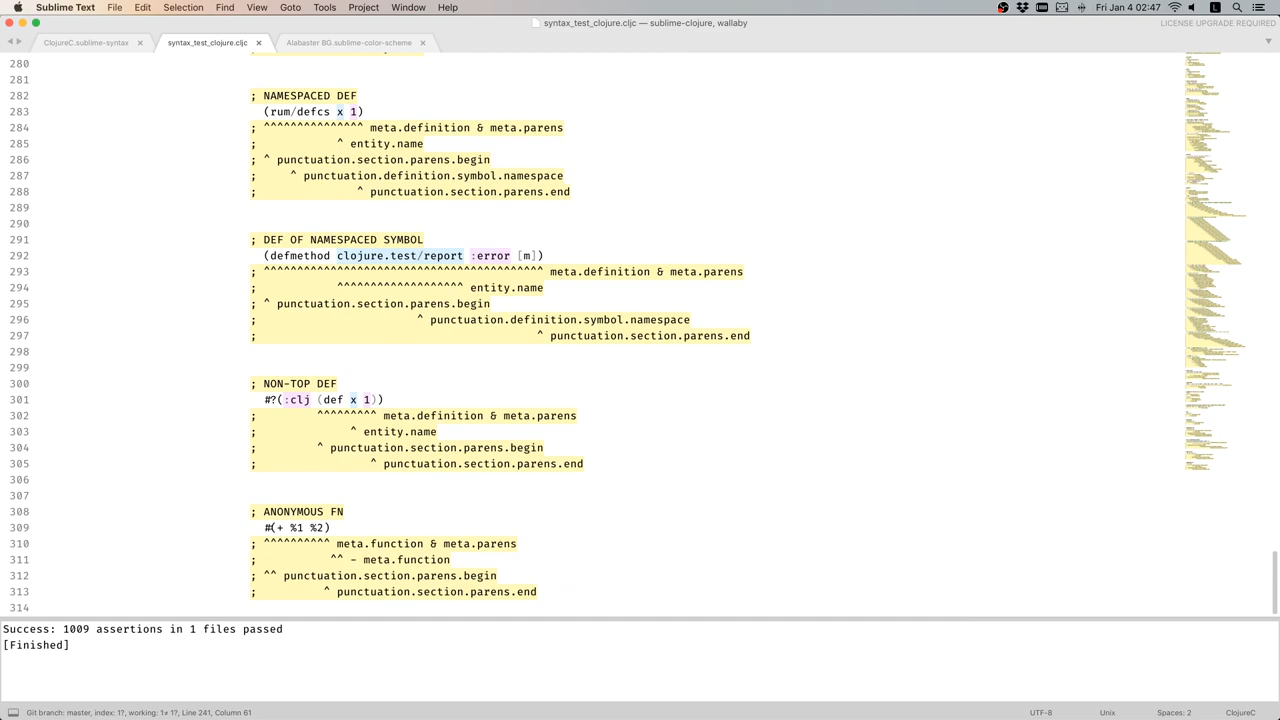 Sublime Text File Edit Selection Find View Goto Tools Project Window Help Fri Jan 4 02:47
syntax_test_clojure.cljc — sublime-clojure, wallaby LICENSE UPGRADE REQUIRED
ClojureC.sublime-syntax × syntax_test_clojure.cljc × Alabaster BG.sublime-color-scheme ×
280
281
282 ; NAMESPACED DEF
283 (rum/defcs x 1)
284 ; ^^^^^^^^^^^^^^^ meta.definition & meta.parens
285 ; entity.name
286 ; ^ punctuation.section.parens.begin
287 ; ^ punctuation.definition.symbol.namespace
288 ; ^ punctuation.section.parens.end
289
290
291 ; DEF OF NAMESPACED SYMBOL
292 (defmethod clojure.test/report :error [m])
293 ; ^^^^^^^^^^^^^^^^^^^^^^^^^^^^^^^^^^^^^^^^^^ meta.definition & meta.parens
294 ; ^^^^^^^^^^^^^^^^^^^ entity.name
295 ; ^ punctuation.section.parens.begin
296 ; ^ punctuation.definition.symbol.namespace
297 ; ^ punctuation.section.parens.end
298
299
300 ; NON-TOP DEF
301 #?(:clj (def x 1))
302 ; ^^^^^^^^^ meta.definition & meta.parens
303 ; ^ entity.name
304 ; ^ punctuation.section.parens.begin
305 ; ^ punctuation.section.parens.end
306
307
308 ; ANONYMOUS FN
309 #(+ %1 %2)
310 ; ^^^^^^^^^^ meta.function & meta.parens
311 ; ^^ - meta.function
312 ; ^^ punctuation.section.parens.begin
313 ; ^ punctuation.section.parens.end
314
Success: 1009 assertions in 1 files passed
[Finished]
Git branch: master, index: 1?, working: 1≠ 1?, Line 241, Column 61 UTF-8 Unix Spaces: 2 ClojureC